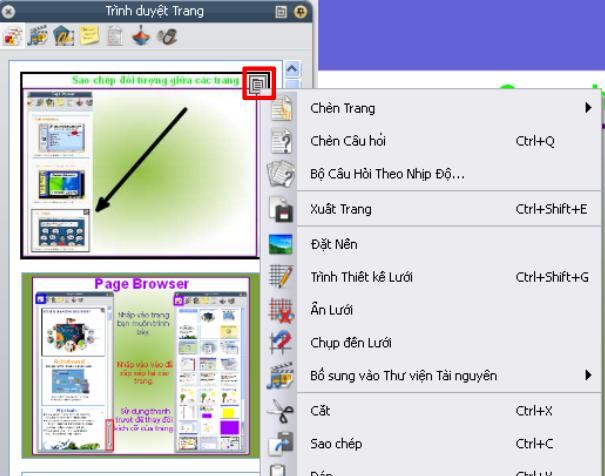 Trình duyệt Trang
Sao chép đối tượng giữa các trang
Chèn Trang
Chèn Câu hỏi Ctrl+Q
Bộ Câu Hỏi Theo Nhịp Độ...
Xuất Trang Ctrl+Shift+E
Đặt Nền
Trình Thiết kế Lưới Ctrl+Shift+G
Ẩn Lưới
Chụp đến Lưới
Bổ sung vào Thư viện Tài nguyên
Cắt Ctrl+X
Sao chép Ctrl+C
Dán Ctrl+V
Page Browser
Nhấp vào trang
bạn muốn trình
bày.
Nhấp vào kéo để
sắp xếp lại các
trang.
Sử dụng thanh
trượt để thay đổi
kích cỡ của trang